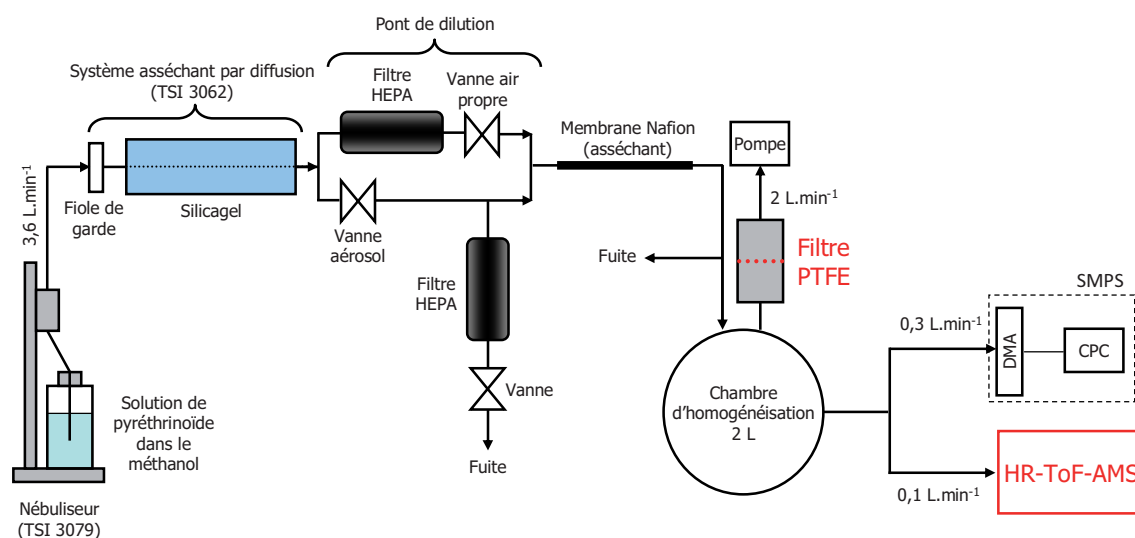 Pont de dilution
Système asséchant par diffusion
(TSI 3062)
Filtre
HEPA
Vanne air
propre
Membrane Nafion
(asséchant)
Pompe
3,6 L.min-1
Fiole de
garde
Silicagel
Vanne
aérosol
2 L.min-1
Fuite
Filtre
PTFE
Filtre
HEPA
SMPS
0,3 L.min-1
DMA
CPC
Vanne
Chambre
d'homogénéisation
2 L
Solution de
pyréthrinoïde
dans le
méthanol
Fuite
HR-ToF-AMS
0,1 L.min-1
Nébuliseur
(TSI 3079)